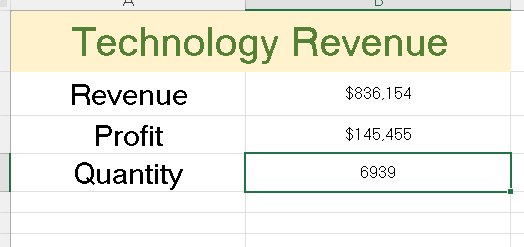 A B
Technology Revenue
Revenue $836,154
Profit $145,455
Quantity 6939